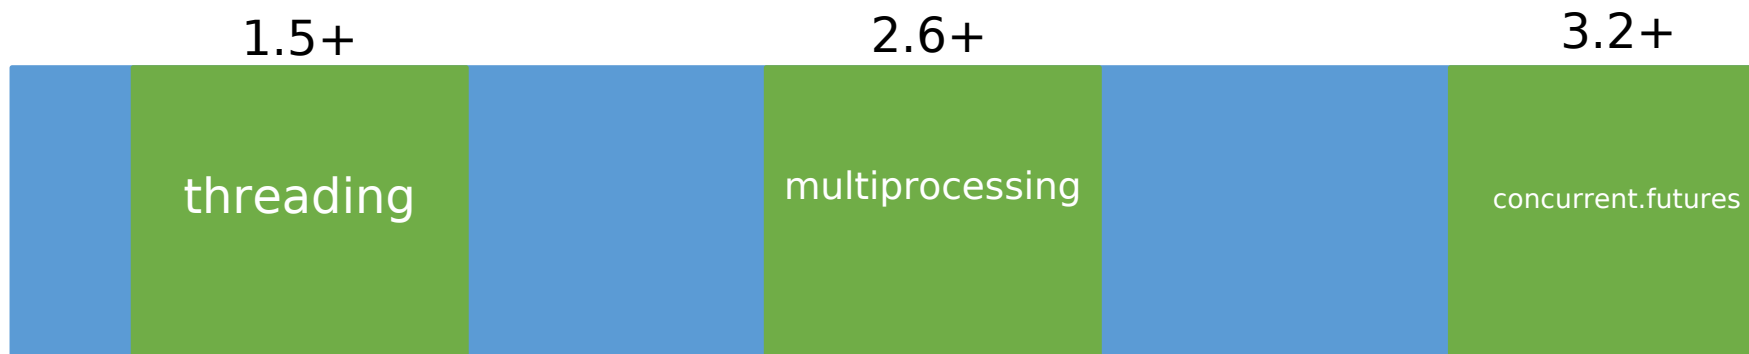 1.5+
2.6+
3.2+
threading
multiprocessing
concurrent.futures